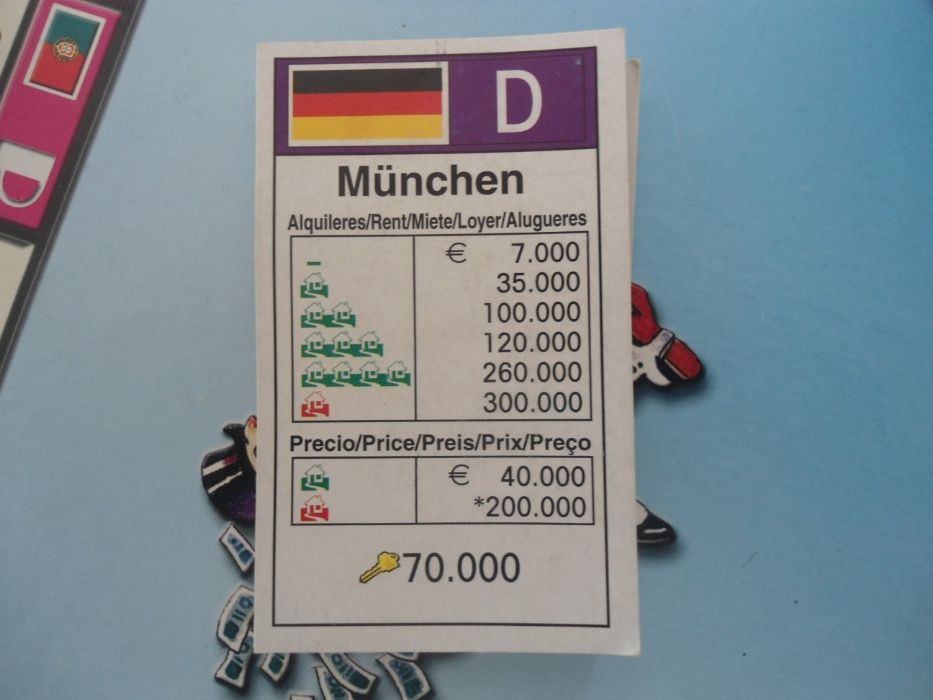 D
D
München
Alquileres/Rent/Miete/Loyer/Alugueres
€ 7.000
35.000
100.000
120.000
260.000
300.000
Precio/Price/Preis/Prix/Preço
€ 40.000
*200.000
70.000